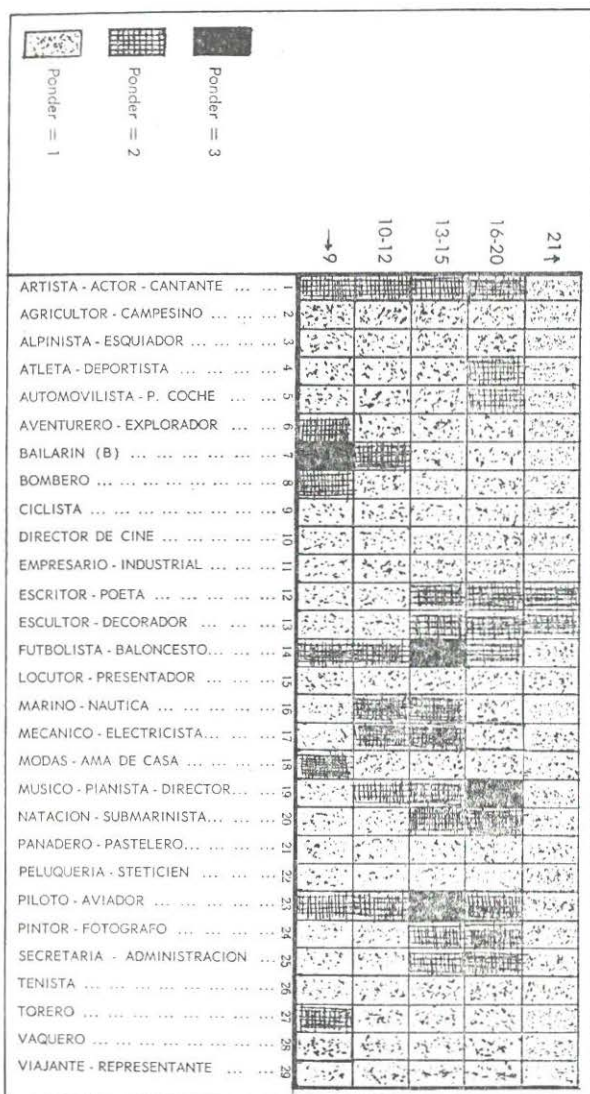 Ponder = 1
Ponder = 2
Ponder = 3
→9
10-12
13-15
16-20
21↑
ARTISTA - ACTOR - CANTANTE ... ... 1
AGRICULTOR - CAMPESINO ... ... ... 2
ALPINISTA - ESQUIADOR ... ... ... ... 3
ATLETA - DEPORTISTA ... ... ... ... 4
AUTOMOVILISTA - P. COCHE ... ... 5
AVENTURERO - EXPLORADOR ... ... 6
BAILARIN (B) ... ... ... ... ... ... ... 7
BOMBERO ... ... ... ... ... ... ... ... 8
CICLISTA ... ... ... ... ... ... ... ... 9
DIRECTOR DE CINE ... ... ... ... ... 10
EMPRESARIO - INDUSTRIAL ... ... ... 11
ESCRITOR - POETA ... ... ... ... ... 12
ESCULTOR - DECORADOR ... ... ... 13
FUTBOLISTA - BALONCESTO... ... ... 14
LOCUTOR - PRESENTADOR ... ... ... 15
MARINO - NAUTICA ... ... ... ... ... 16
MECANICO - ELECTRICISTA... ... ... 17
MODAS - AMA DE CASA ... ... ... ... 18
MUSICO - PIANISTA - DIRECTOR... ... 19
NATACION - SUBMARINISTA... ... ... 20
PANADERO - PASTELERO... ... ... ... 21
PELUQUERIA - STETICIEN ... ... ... 22
PILOTO - AVIADOR ... ... ... ... ... 23
PINTOR - FOTOGRAFO ... ... ... ... 24
SECRETARIA - ADMINISTRACION ... 25
TENISTA ... ... ... ... ... ... ... ... 26
TORERO ... ... ... ... ... ... ... ... 27
VAQUERO ... ... ... ... ... ... ... ... 28
VIAJANTE - REPRESENTANTE ... ... 29